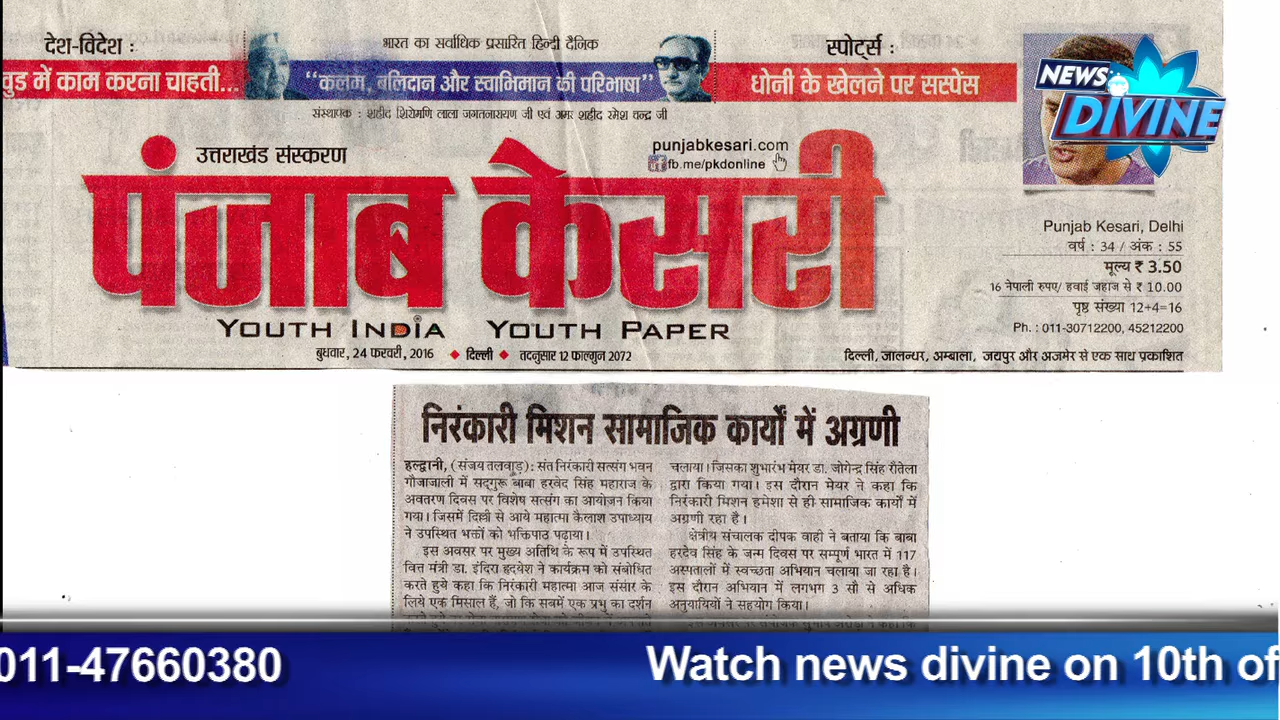 देश-विदेश :
वुड में काम करना चाहती...
भारत का सर्वाधिक प्रसारित हिन्दी दैनिक
“कलम, बलिदान और स्वाभिमान की परिभाषा”
संस्थापक : शहीद शिरोमणि लाला जगतनारायण जी एवं अमर शहीद रमेश चन्द्र जी
स्पोर्ट्स :
धोनी के खेलने पर सस्पेंस
NEWS
DIVINE
उत्तराखंड संस्करण
punjabkesari.com
fb.me/pkdonline
पंजाब केसरी
YOUTH INDIA YOUTH PAPER
बुधवार, 24 फरवरी, 2016 ◆ दिल्ली ◆ तदनुसार 12 फाल्गुन 2072
Punjab Kesari, Delhi
वर्ष : 34 / अंक : 55
मूल्य ₹ 3.50
16 नेपाली रुपए/ हवाई जहाज से ₹ 10.00
पृष्ठ संख्या 12+4=16
Ph. : 011-30712200, 45212200
दिल्ली, जालन्धर, अम्बाला, जयपुर और अजमेर से एक साथ प्रकाशित
निरंकारी मिशन सामाजिक कार्यों में अग्रणी
हल्द्वानी, (संजय तलवाड़): संत निरंकारी सत्संग भवन
गौजाजाली में सद्गुरू बाबा हरवेद सिंह महाराज के
अवतरण दिवस पर विशेष सत्संग का आयोजन किया
गया। जिसमें दिल्ली से आये महात्मा कैलाश उपाध्याय
ने उपस्थित भक्तों को भक्तिपाठ पढ़ाया।
इस अवसर पर मुख्य अतिथि के रूप में उपस्थित
वित्त मंत्री डा. इंदिरा हृदयेश ने कार्यक्रम को संबोधित
करते हुये कहा कि निरंकारी महात्मा आज संसार के
लिये एक मिसाल हैं, जो कि सबमें एक प्रभु का दर्शन
चलाया। जिसका शुभारंभ मेयर डा. जोगेन्द्र सिंह रौतेला
द्वारा किया गया। इस दौरान मेयर ने कहा कि
निरंकारी मिशन हमेशा से ही सामाजिक कार्यों में
अग्रणी रहा है।
क्षेत्रीय संचालक दीपक वाही ने बताया कि बाबा
हरदेव सिंह के जन्म दिवस पर सम्पूर्ण भारत में 117
अस्पतालों में स्वच्छता अभियान चलाया जा रहा है।
इस दौरान अभियान में लगभग 3 सौ से अधिक
अनुयायियों ने सहयोग किया।
011-47660380
Watch news divine on 10th of